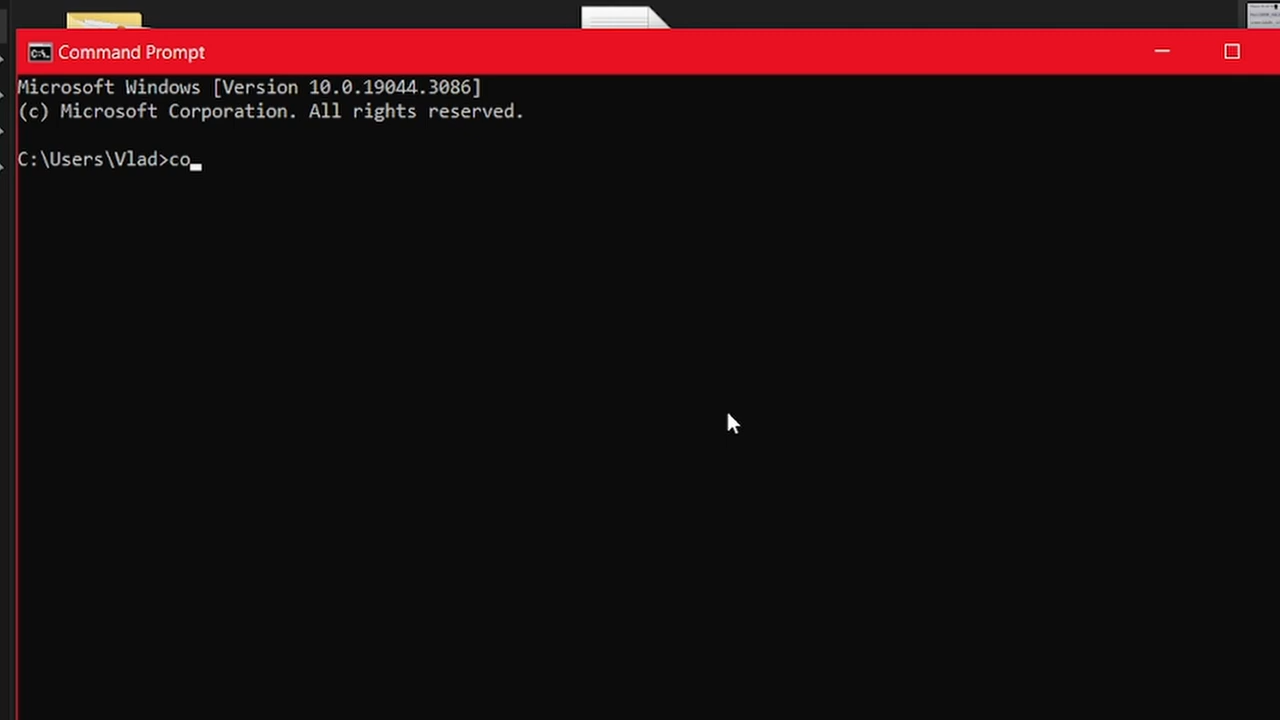 Command Prompt
Microsoft Windows [Version 10.0.19044.3086]
(c) Microsoft Corporation. All rights reserved.
C:\Users\Vlad>co